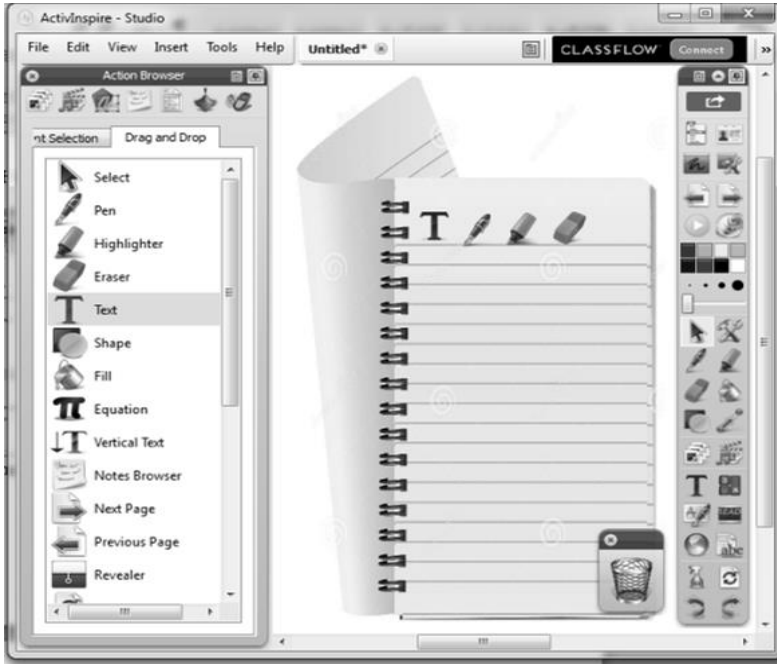 ActivInspire - Studio
File Edit View Insert Tools Help Untitled* CLASSFLOW Connect »
Action Browser
nt Selection Drag and Drop
Select
Pen
Highlighter
Eraser
T Text
Shape
Fill
Equation
Vertical Text
Notes Browser
Next Page
Previous Page
Revealer
T
T
abc